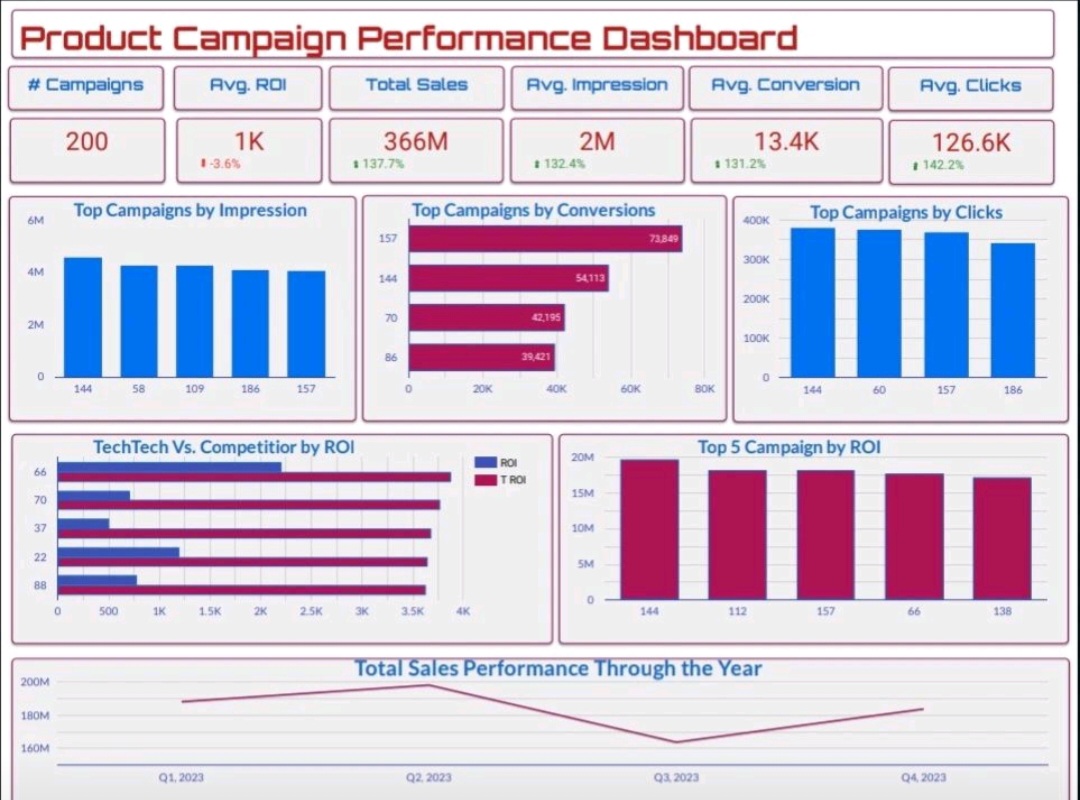 Product Campaign Performance Dashboard
# Campaigns Avg. ROI Total Sales Avg. Impression Avg. Conversion Avg. Clicks
200 1K 366M 2M 13.4K 126.6K
-3.6% 137.7% 132.4% 131.2% 142.2%
Top Campaigns by Impression
6M
4M
2M
0
144 58 109 186 157
Top Campaigns by Conversions
157 73,849
144 54,113
70 42,195
86 39,421
0 20K 40K 60K 80K
Top Campaigns by Clicks
400K
300K
200K
100K
0
144 60 157 186
TechTech Vs. Competitior by ROI
ROI
T ROI
66
70
37
22
88
0 500 1K 1.5K 2K 2.5K 3K 3.5K 4K
Top 5 Campaign by ROI
20M
15M
10M
5M
0
144 112 157 66 138
Total Sales Performance Through the Year
200M
180M
160M
Q1, 2023 Q2, 2023 Q3, 2023 Q4, 2023